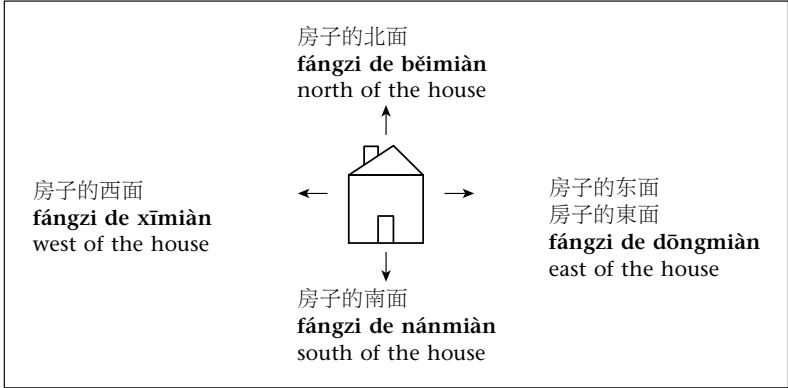 房子的北面
fángzi de běimiàn
north of the house
房子的西面
fángzi de xīmiàn
west of the house
房子的东面
房子的東面
fángzi de dōngmiàn
east of the house
房子的南面
fángzi de nánmiàn
south of the house